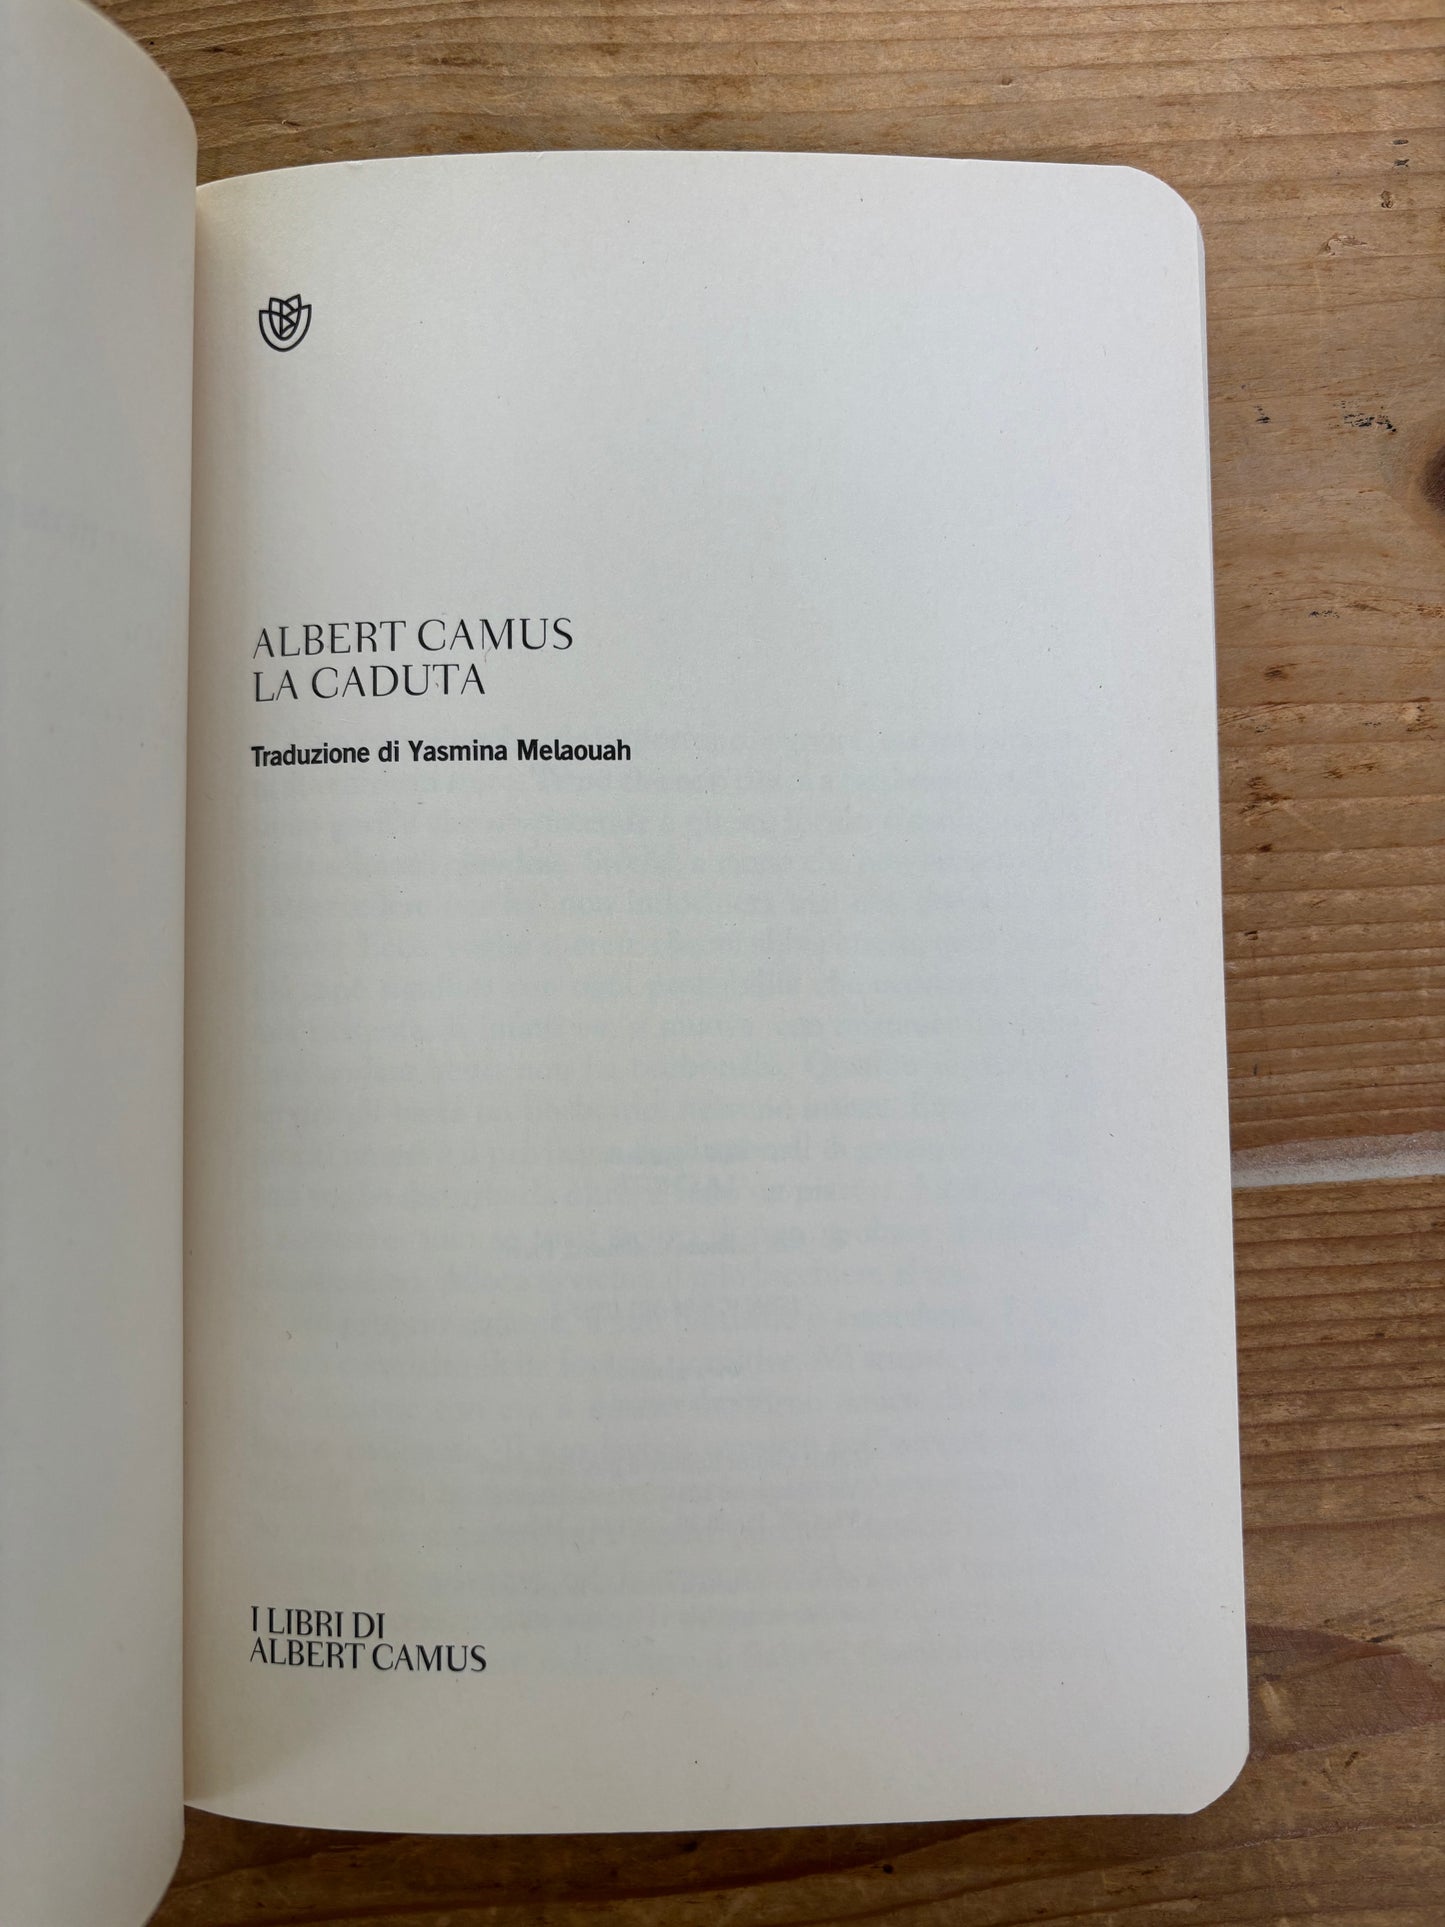 ALBERT CAMUS
LA CADUTA
Traduzione di Yasmina Melaouah
I LIBRI DI
ALBERT CAMUS